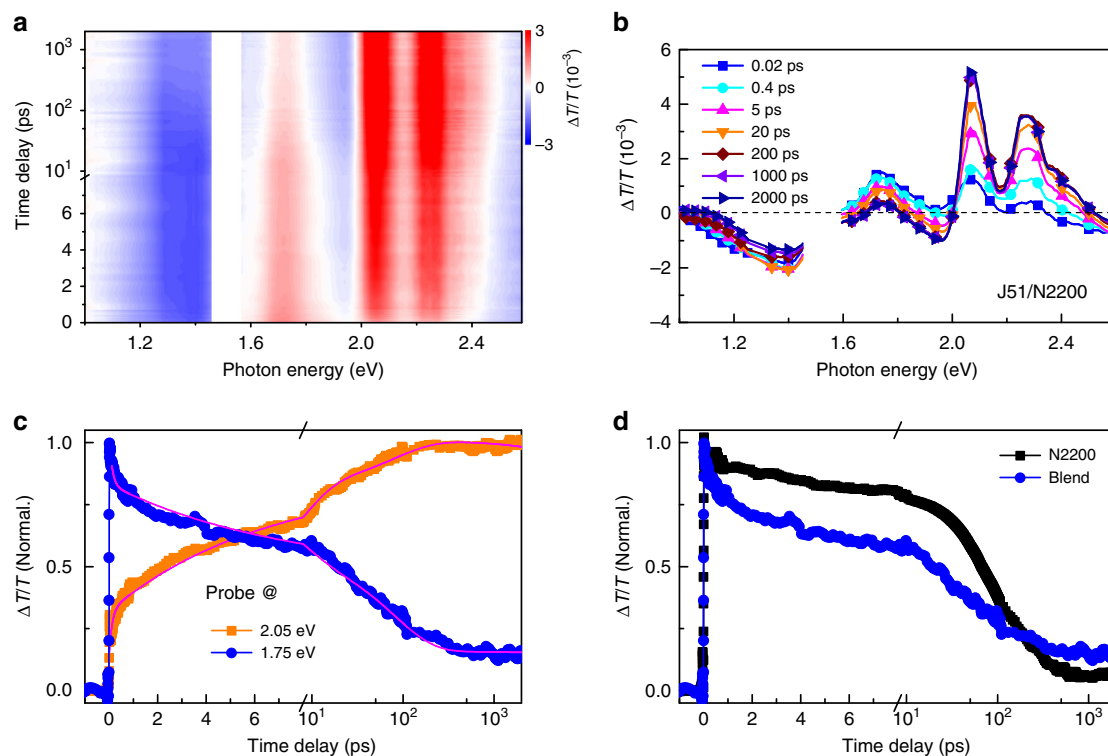 a
Time delay (ps)
10³
10²
10¹
6
4
2
0
1.2
1.6
2.0
2.4
Photon energy (eV)
3
0
−3
ΔT/T (10⁻³)
b
ΔT/T (10⁻³)
6
4
2
0
−2
−4
0.02 ps
0.4 ps
5 ps
20 ps
200 ps
1000 ps
2000 ps
J51/N2200
1.2
1.6
2.0
2.4
Photon energy (eV)
c
ΔT/T (Normal.)
1.0
0.5
0.0
Probe @
2.05 eV
1.75 eV
0
2
4
6
10¹
10²
10³
Time delay (ps)
d
ΔT/T (Normal.)
1.0
0.5
0.0
N2200
Blend
0
2
4
6
10¹
10²
10³
Time delay (ps)